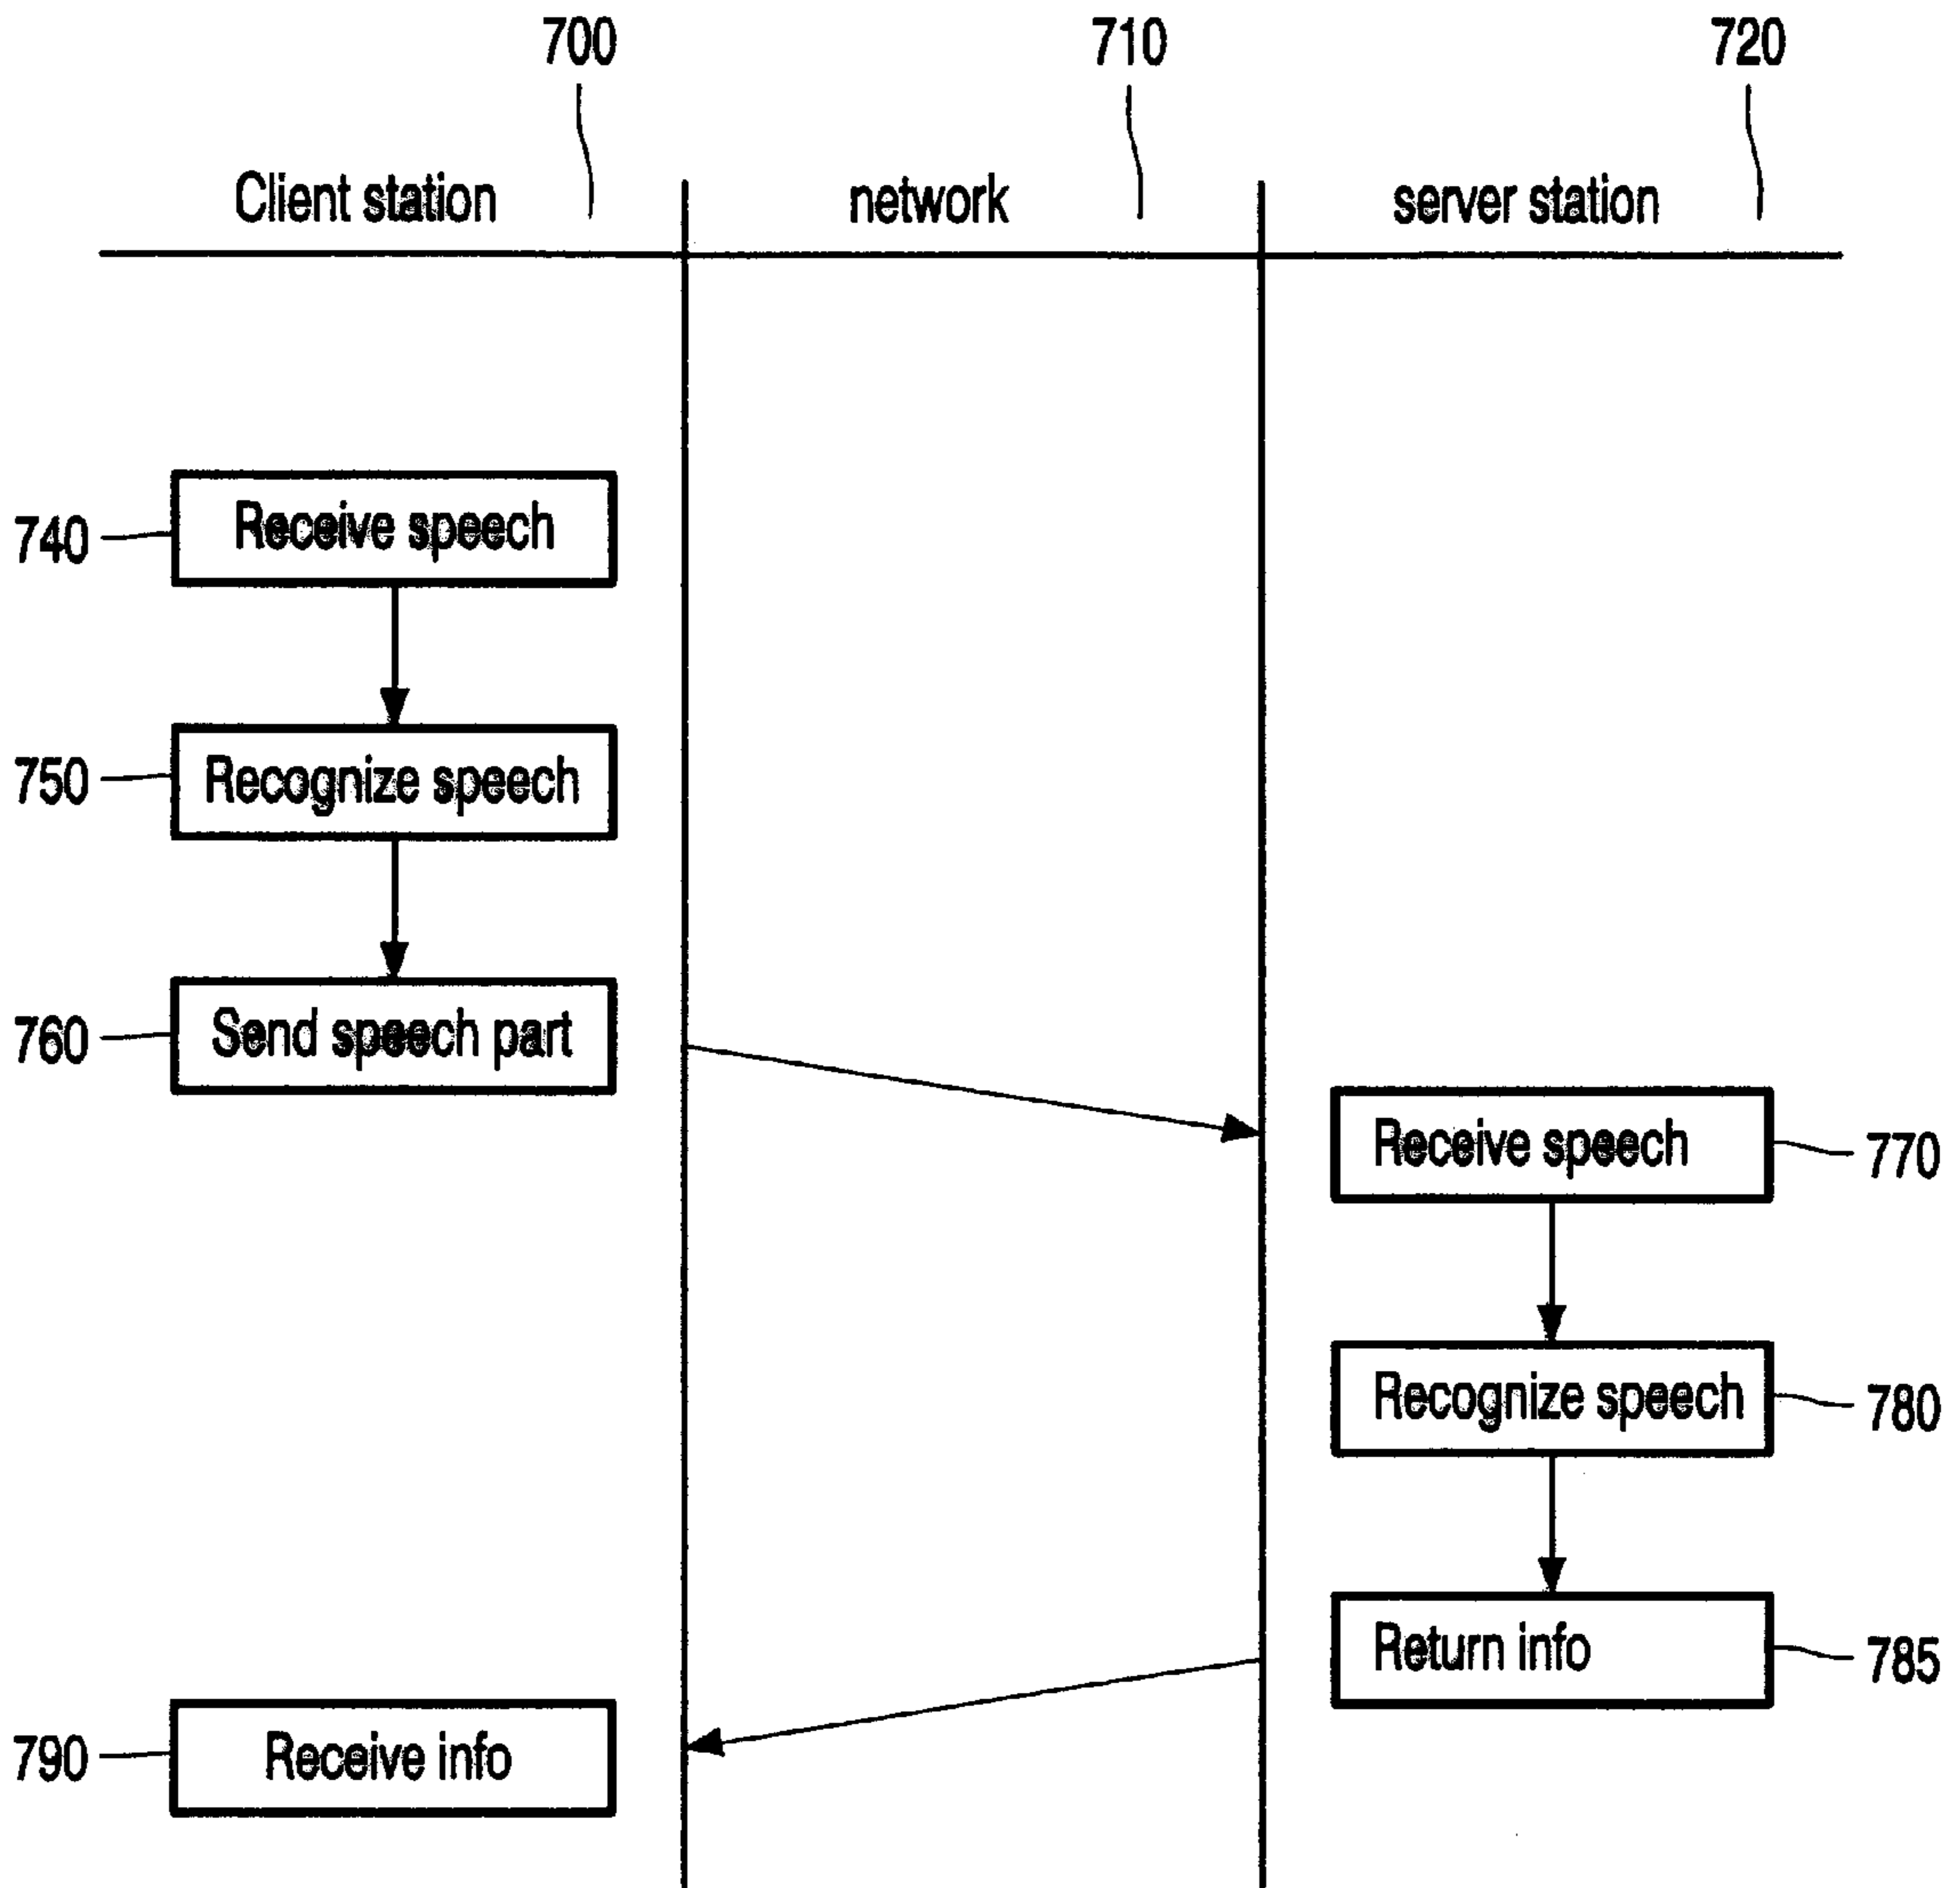 700
710
720
Client station
network
server station
740
Receive speech
750
Recognize speech
760
Send speech part
Receive speech
770
Recognize speech
780
Return info
785
790
Receive info